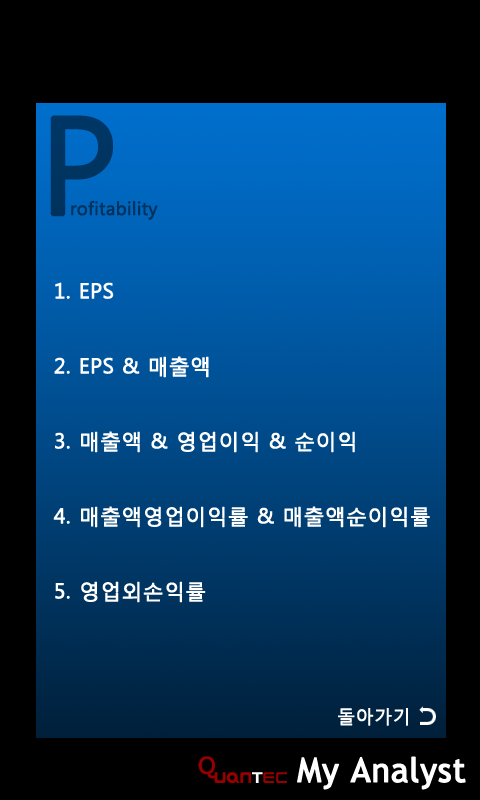 Profitability
1. EPS
2. EPS & 매출액
3. 매출액 & 영업이익 & 순이익
4. 매출액영업이익률 & 매출액순이익률
5. 영업외손익률
돌아가기
QUANTEC My Analyst